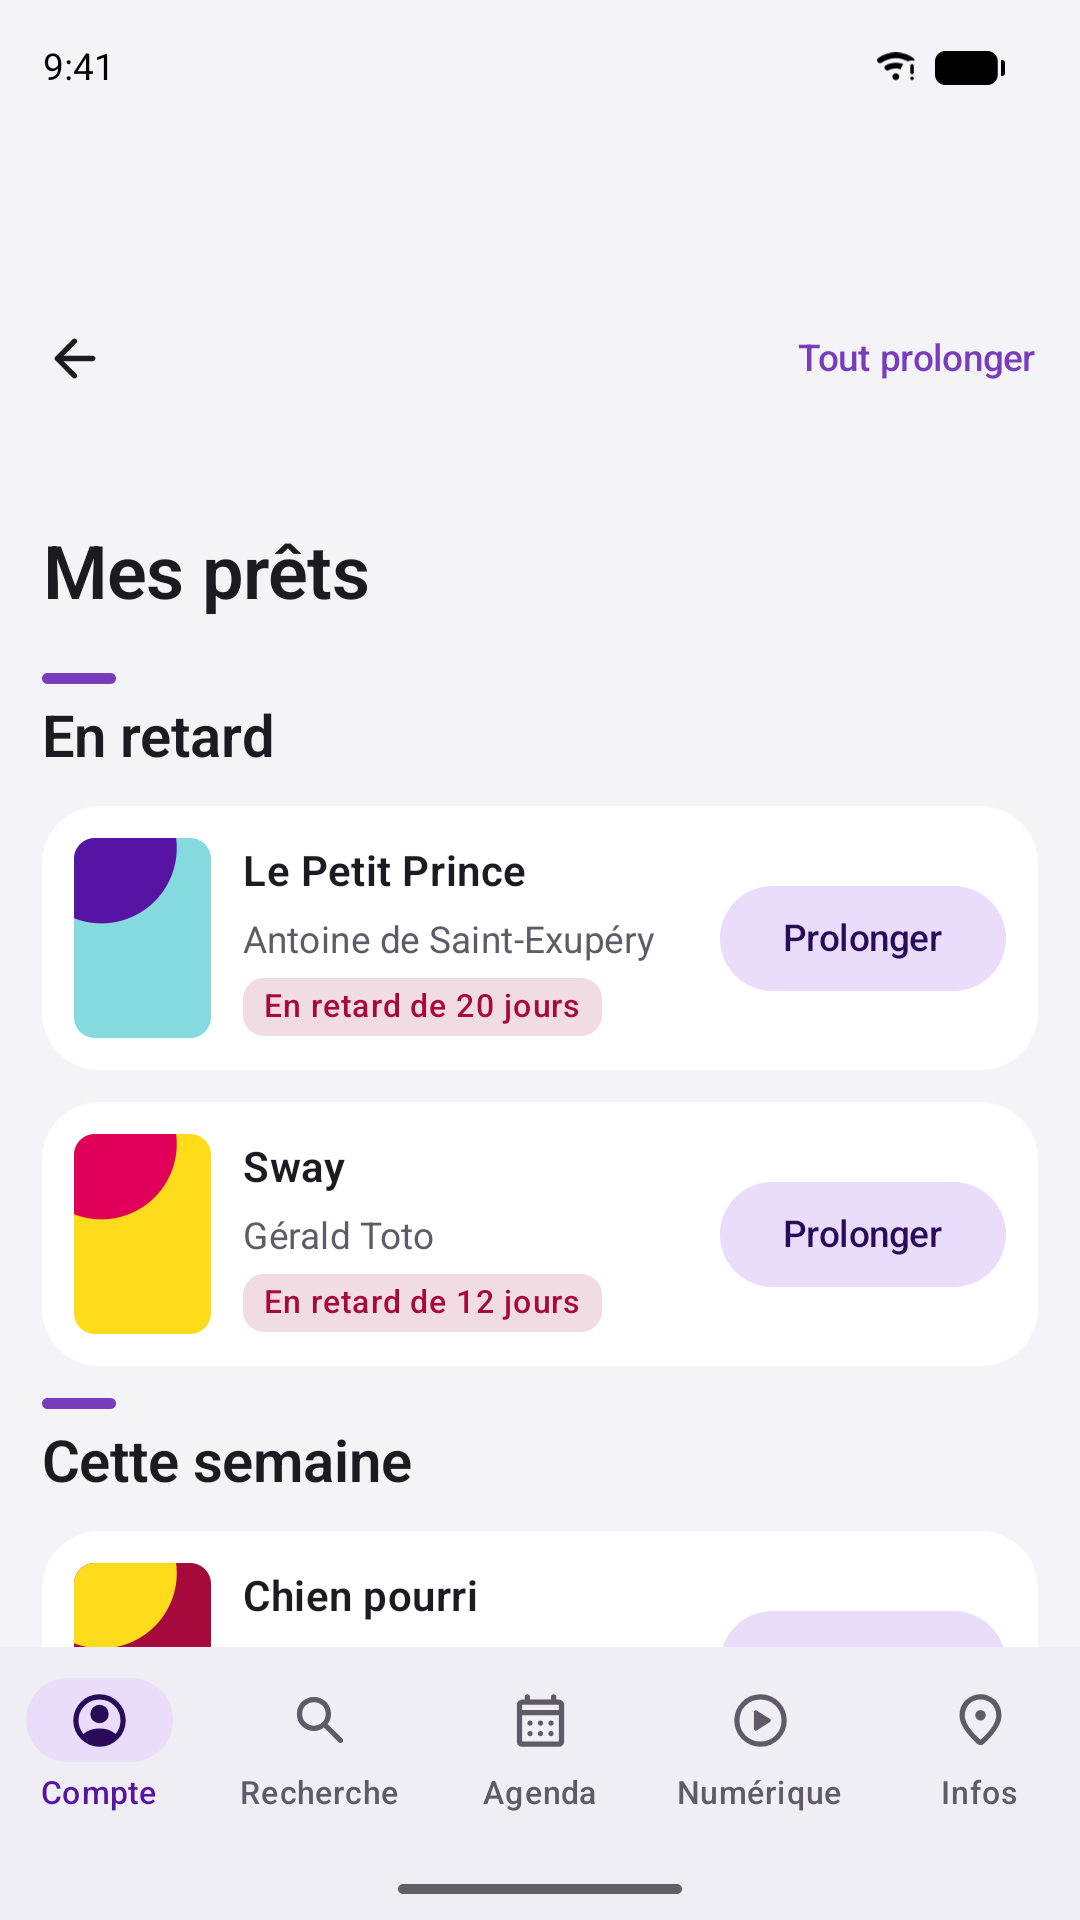 9:41
Tout prolonger
Mes prêts
En retard
Le Petit Prince
Antoine de Saint-Exupéry
En retard de 20 jours
Prolonger
Sway
Gérald Toto
En retard de 12 jours
Prolonger
Cette semaine
Chien pourri
Compte
Recherche
Agenda
Numérique
Infos